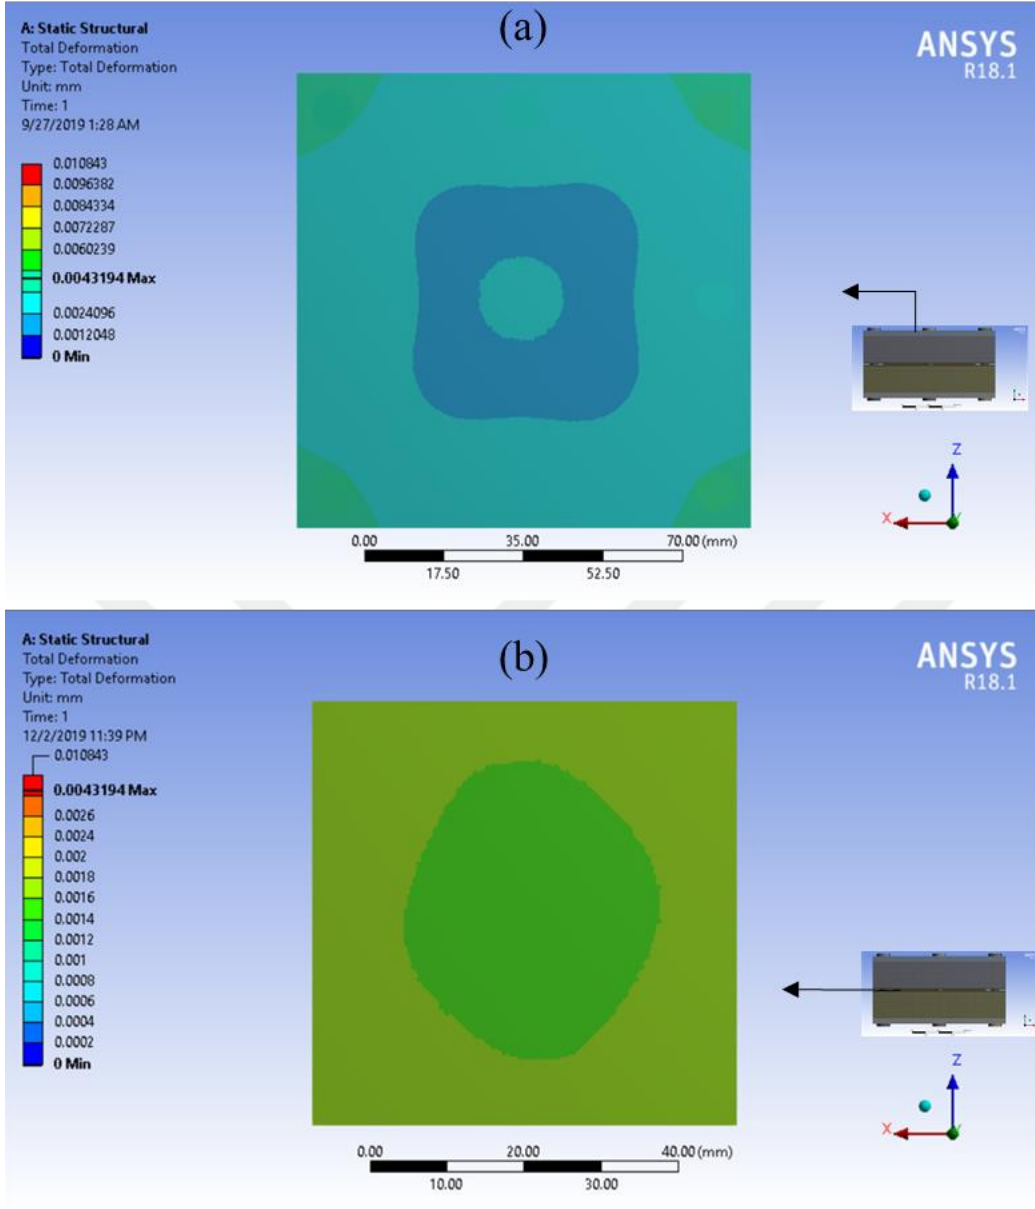 (a)
A: Static Structural
Total Deformation
Type: Total Deformation
Unit: mm
Time: 1
9/27/2019 1:28 AM
ANSYS
R18.1
0.010843
0.0096382
0.0084334
0.0072287
0.0060239
0.0043194 Max
0.0024096
0.0012048
0 Min
Z
X
Y
0.00 35.00 70.00 (mm)
17.50 52.50
(b)
A: Static Structural
Total Deformation
Type: Total Deformation
Unit: mm
Time: 1
12/2/2019 11:39 PM
ANSYS
R18.1
0.010843
0.0043194 Max
0.0026
0.0024
0.002
0.0018
0.0016
0.0014
0.0012
0.001
0.0008
0.0006
0.0004
0.0002
0 Min
Z
X
Y
0.00 20.00 40.00 (mm)
10.00 30.00